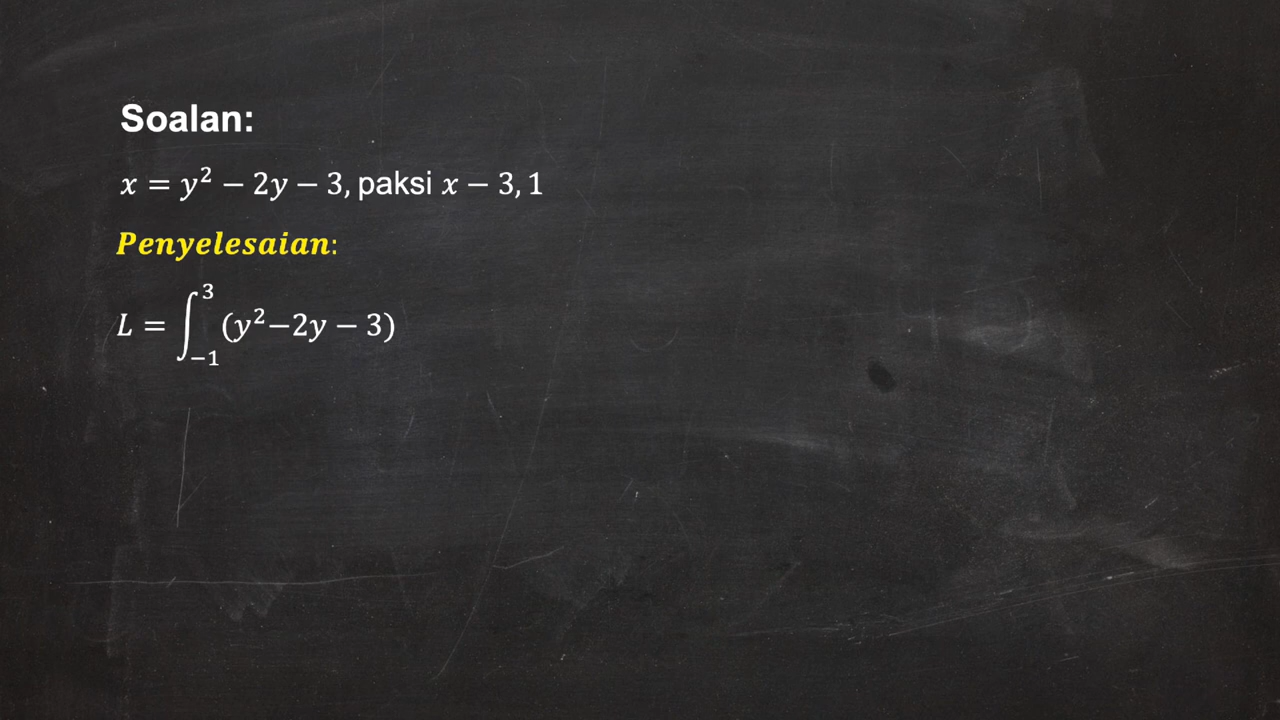 Soalan:
x = y² − 2y − 3, paksi x − 3, 1
Penyelesaian:
L = ∫₋₁³ (y²−2y − 3)